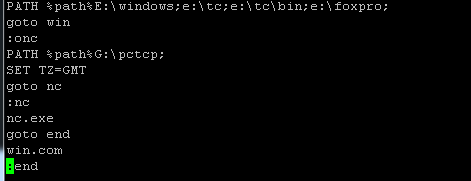 PATH %path%E:\windows;e:\tc;e:\tc\bin;e:\foxpro;
goto win
:onc
PATH %path%G:\pctcp;
SET TZ=GMT
goto nc
:nc
nc.exe
goto end
win.com
:end